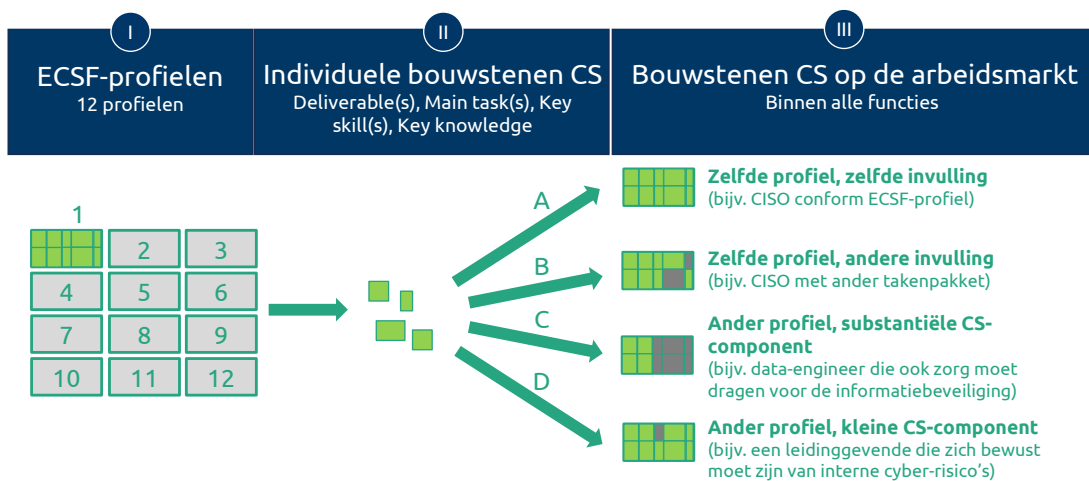 I
II
III
ECSF-profielen
12 profielen
Individuele bouwstenen CS
Deliverable(s), Main task(s), Key
skill(s), Key knowledge
Bouwstenen CS op de arbeidsmarkt
Binnen alle functies
1
2
3
4
5
6
7
8
9
10
11
12
A
B
C
D
Zelfde profiel, zelfde invulling
(bijv. CISO conform ECSF-profiel)
Zelfde profiel, andere invulling
(bijv. CISO met ander takenpakket)
Ander profiel, substantiële CS-
component
(bijv. data-engineer die ook zorg moet
dragen voor de informatiebeveiliging)
Ander profiel, kleine CS-component
(bijv. een leidinggevende die zich bewust
moet zijn van interne cyber-risico's)